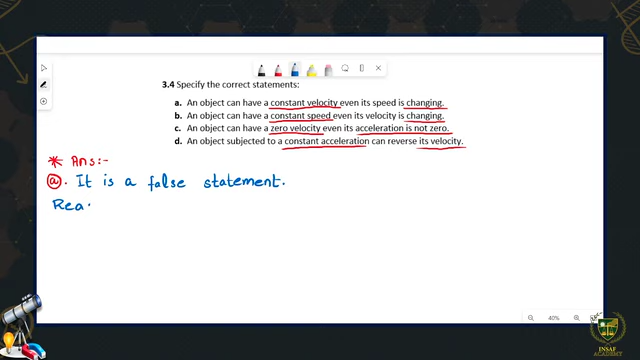 3.4 Specify the correct statements:
a. An object can have a constant velocity even its speed is changing.
b. An object can have a constant speed even its velocity is changing.
c. An object can have a zero velocity even its acceleration is not zero.
d. An object subjected to a constant acceleration can reverse its velocity.
* Ans:-
a. It is a false statement.
Rea
40%
INSAF
ACADEMY